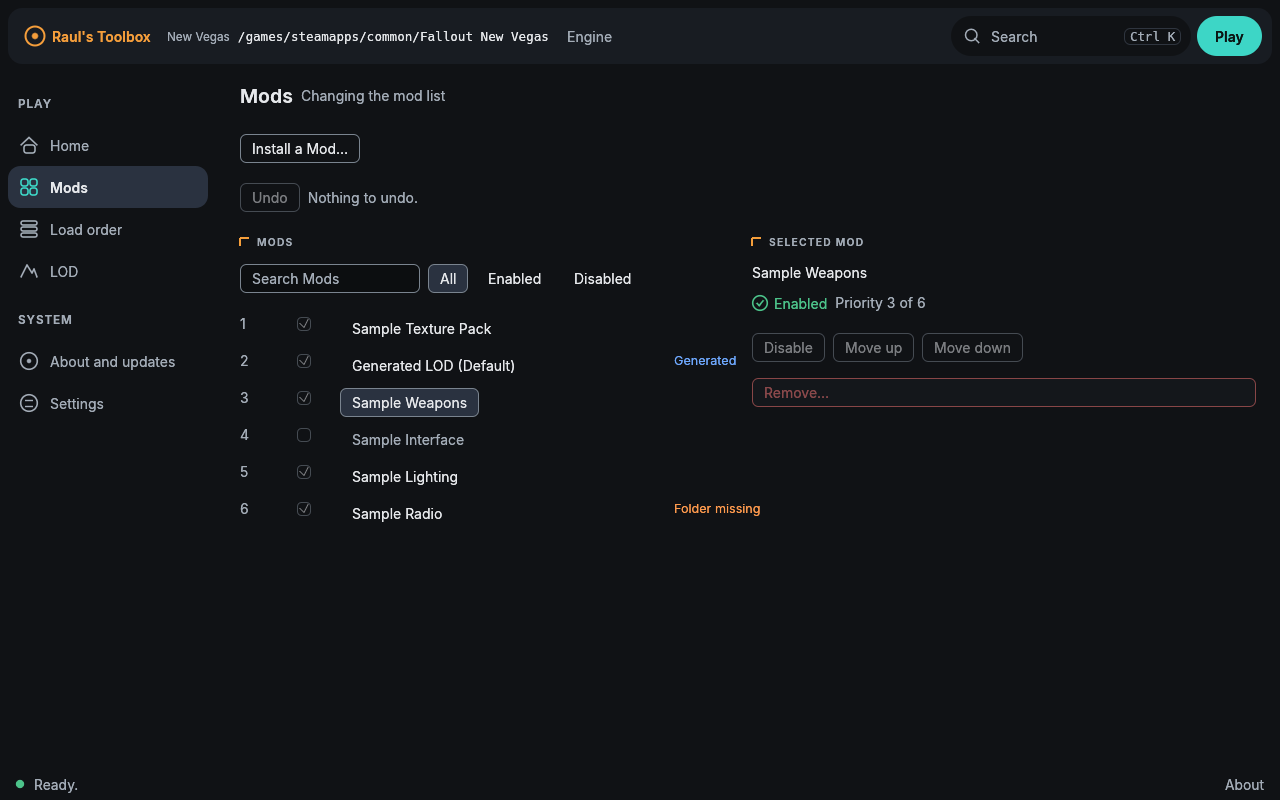 Raul's Toolbox New Vegas /games/steamapps/common/Fallout New Vegas Engine Search Ctrl K Play
PLAY
Home
Mods
Load order
LOD
SYSTEM
About and updates
Settings
Mods Changing the mod list
Install a Mod...
Undo Nothing to undo.
MODS
Search Mods All Enabled Disabled
1 Sample Texture Pack
2 Generated LOD (Default) Generated
3 Sample Weapons
4 Sample Interface
5 Sample Lighting
6 Sample Radio Folder missing
SELECTED MOD
Sample Weapons
Enabled Priority 3 of 6
Disable Move up Move down
Remove...
Ready. About